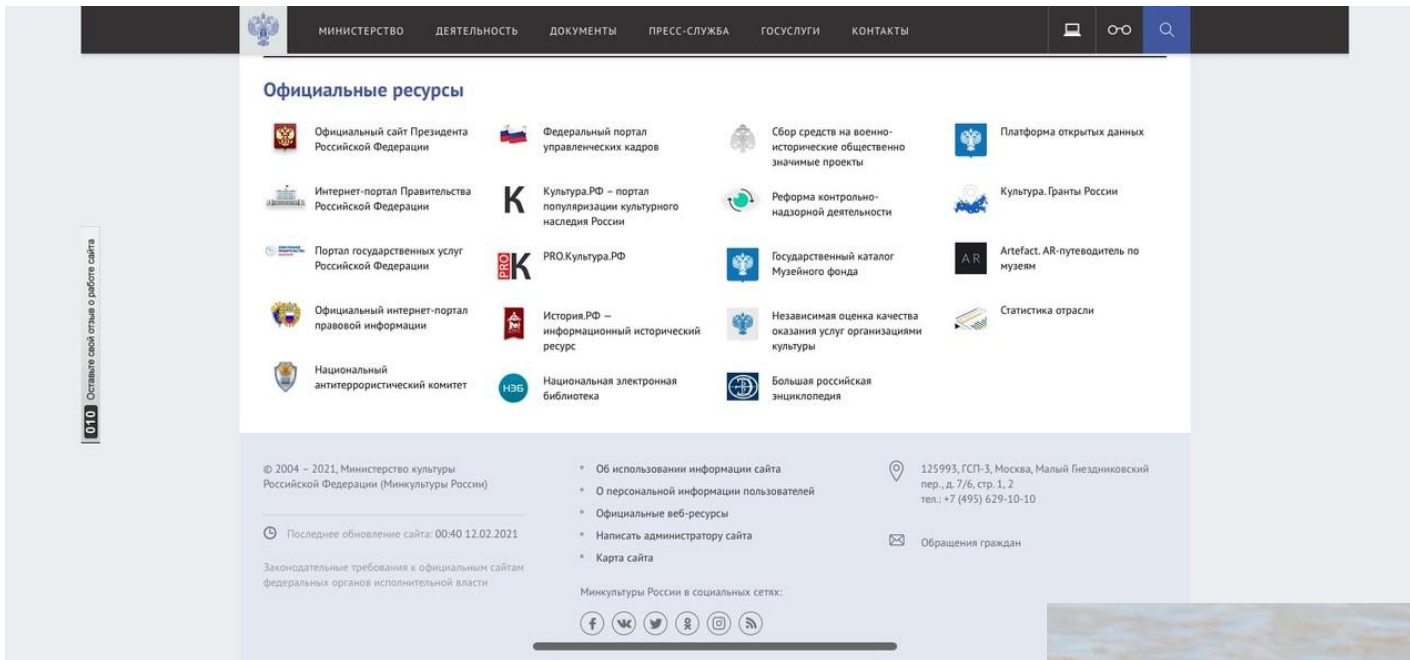 МИНИСТЕРСТВО ДЕЯТЕЛЬНОСТЬ ДОКУМЕНТЫ ПРЕСС-СЛУЖБА ГОСУСЛУГИ КОНТАКТЫ
Официальные ресурсы
Официальный сайт Президента
Российской Федерации
Интернет-портал Правительства
Российской Федерации
Портал государственных услуг
Российской Федерации
Официальный интернет-портал
правовой информации
Национальный
антитеррористический комитет
Федеральный портал
управленческих кадров
К
Культура.РФ – портал
популяризации культурного
наследия России
PRO К
PRO.Культура.РФ
История.РФ —
информационный исторический
ресурс
НЭБ
Национальная электронная
библиотека
Сбор средств на военно-
исторические общественно
значимые проекты
Реформа контрольно-
надзорной деятельности
Государственный каталог
Музейного фонда
Независимая оценка качества
оказания услуг организациями
культуры
Большая российская
энциклопедия
Платформа открытых данных
Культура. Гранты России
AR
Artefact. AR-путеводитель по
музеям
Статистика отрасли
010 Оставьте свой отзыв о работе сайта
© 2004 – 2021, Министерство культуры
Российской Федерации (Минкультуры России)
Последнее обновление сайта: 00:40 12.02.2021
Законодательные требования к официальным сайтам
федеральных органов исполнительной власти
Об использовании информации сайта
О персональной информации пользователей
Официальные веб-ресурсы
Написать администратору сайта
Карта сайта
Минкультуры России в социальных сетях:
125993, ГСП-3, Москва, Малый Гнездниковский
пер., д. 7/6, стр. 1, 2
тел.: +7 (495) 629-10-10
Обращения граждан